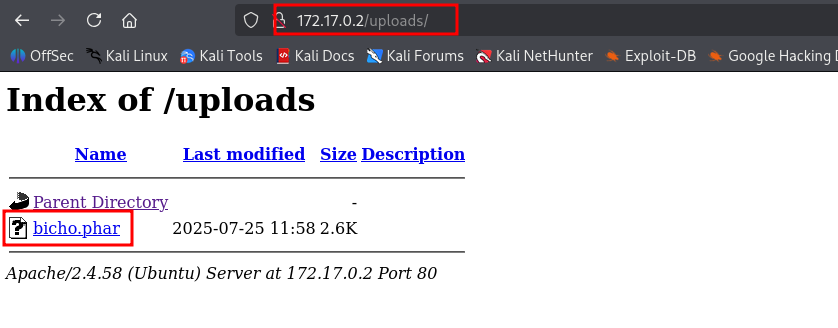 172.17.0.2/uploads/
OffSec Kali Linux Kali Tools Kali Docs Kali Forums Kali NetHunter Exploit-DB Google Hacking
Index of /uploads
Name Last modified Size Description
Parent Directory -
bicho.phar 2025-07-25 11:58 2.6K
Apache/2.4.58 (Ubuntu) Server at 172.17.0.2 Port 80